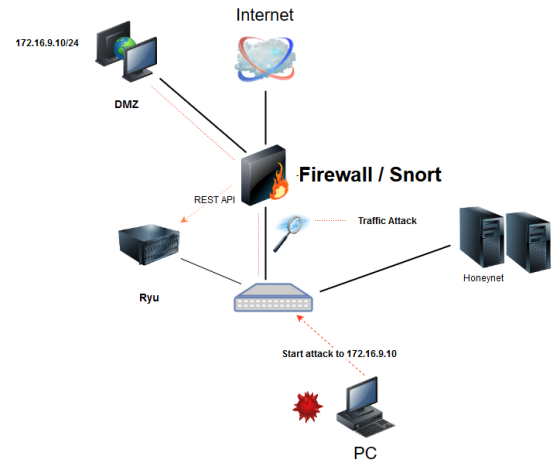 Internet
172.16.9.10/24
DMZ
Firewall / Snort
REST API
Traffic Attack
Honeynet
Ryu
Start attack to 172.16.9.10
PC